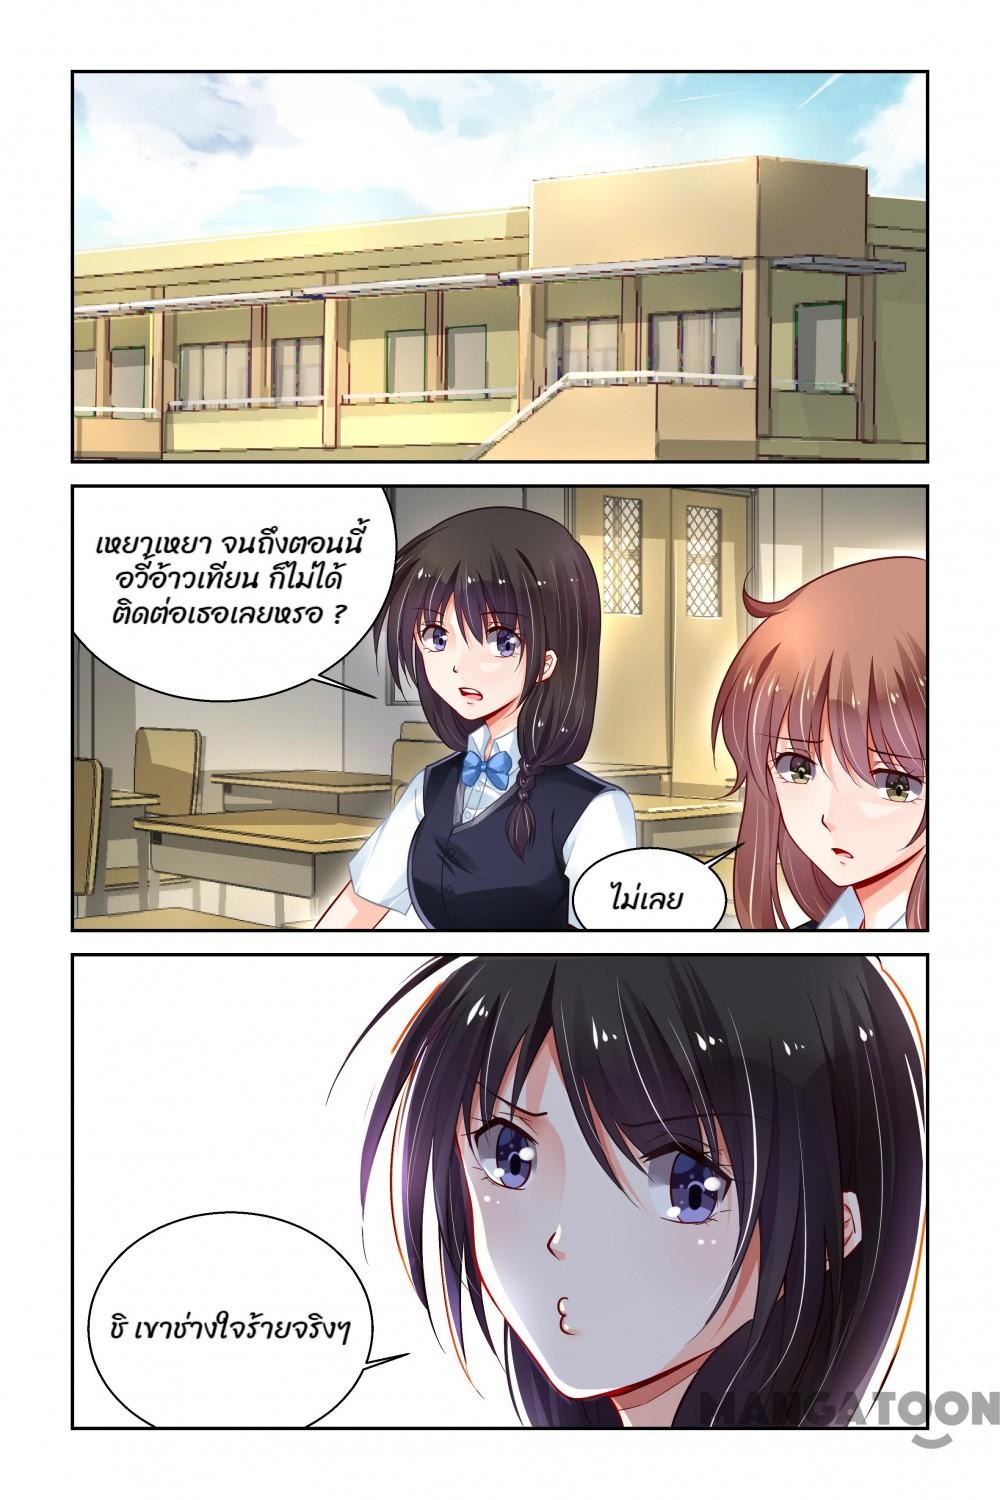 เหยาเหยา จนถึงตอนนี้
อวี้อ้าวเทียน ก็ไม่ได้
ติดต่อเธอเลยหรอ ?
ไม่เลย
ชิ เขาช่างใจร้ายจริงๆ
MANGATOON